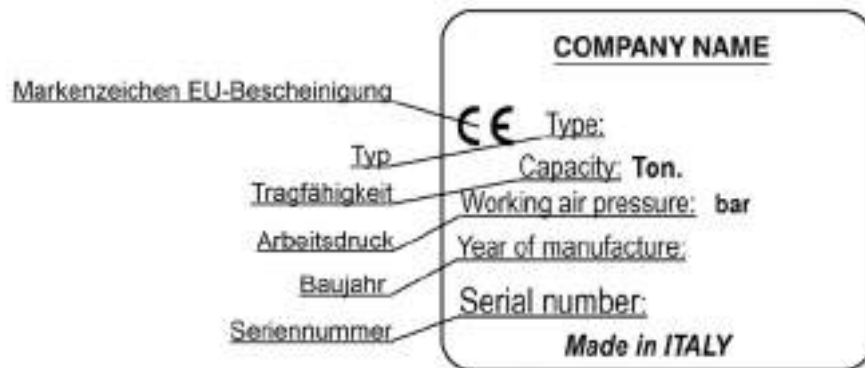 COMPANY NAME
Markenzeichen EU-Bescheinigung
CE Type:
Typ
Capacity: Ton.
Tragfähigkeit
Working air pressure: bar
Arbeitsdruck
Year of manufacture:
Baujahr
Serial number:
Seriennummer
Made in ITALY